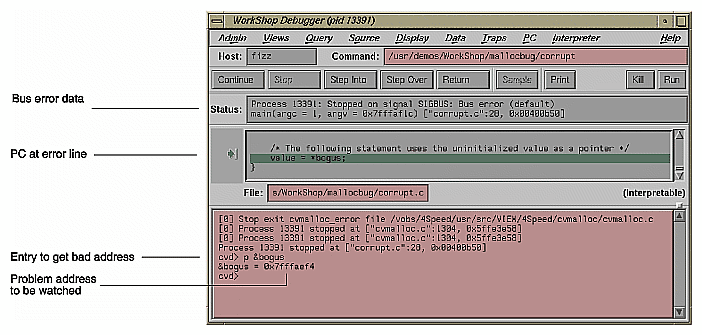 WorkShop Debugger (pid 13391)
Admin Views Query Source Display Data Traps PC Interpreter Help
Host: fizz Command: /usr/demos/WorkShop/mallocbug/corrupt
Continue Stop Step Into Step Over Return Sample Print Kill Run
Bus error data
Status: Process 13391: Stopped on signal SIGBUS: Bus error (default)
main(argc = 1, argv = 0x7fffaf1c) ["corrupt.c":28, 0x00400b50]
PC at error line
/* The following statement uses the uninitialized value as a pointer */
value = *bogus;
}
File: s/WorkShop/mallocbug/corrupt.c (Interpretable)
[0] Stop exit cvmalloc_error file /vobs/4Speed/usr/src/VIEW/4Speed/cvmalloc/cvmalloc.c
[0] Process 13391 stopped at ["cvmalloc.c":1304, 0x5ffe3e58]
[0] Process 13391 stopped at ["cvmalloc.c":1304, 0x5ffe3e58]
Process 13391 stopped at ["corrupt.c":28, 0x00400b50]
Entry to get bad address
cvd> p &bogus
&bogus = 0x7fffaef4
cvd>
Problem address
to be watched